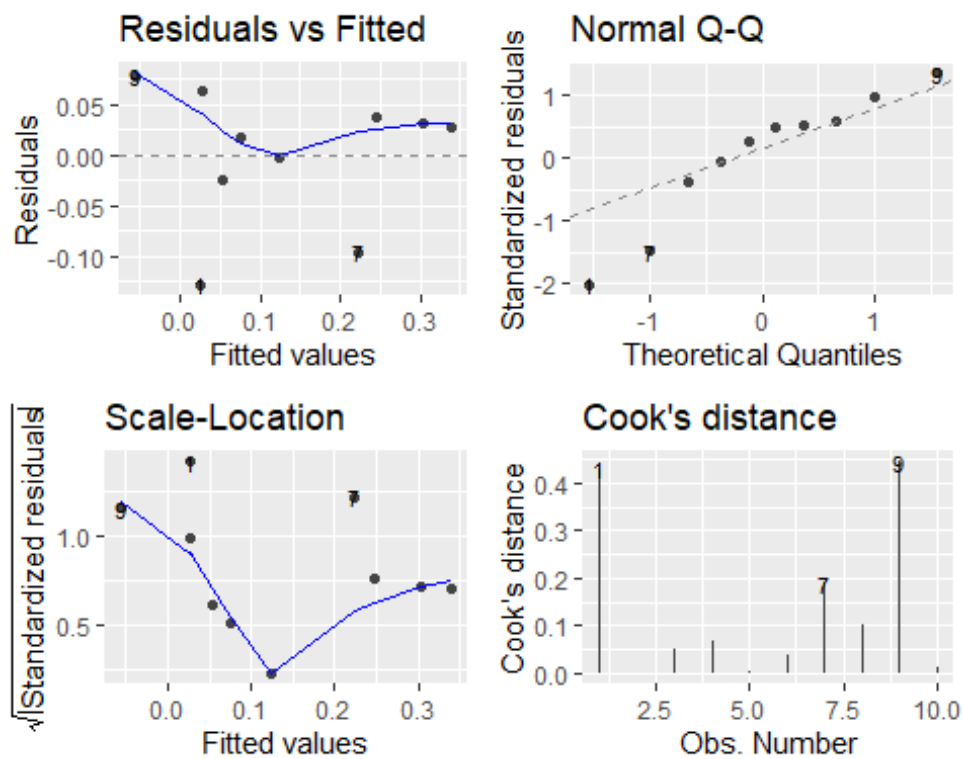 Residuals vs Fitted
Residuals
0.05
0.00
-0.05
-0.10
9
1
7
0.0 0.1 0.2 0.3
Fitted values
Normal Q-Q
Standardized residuals
1
0
-1
-2
1
7
9
-1 0 1
Theoretical Quantiles
Scale-Location
√|Standardized residuals|
1.0
0.5
9
1
7
0.0 0.1 0.2 0.3
Fitted values
Cook's distance
Cook's distance
0.4
0.3
0.2
0.1
0.0
1
7
9
2.5 5.0 7.5 10.0
Obs. Number